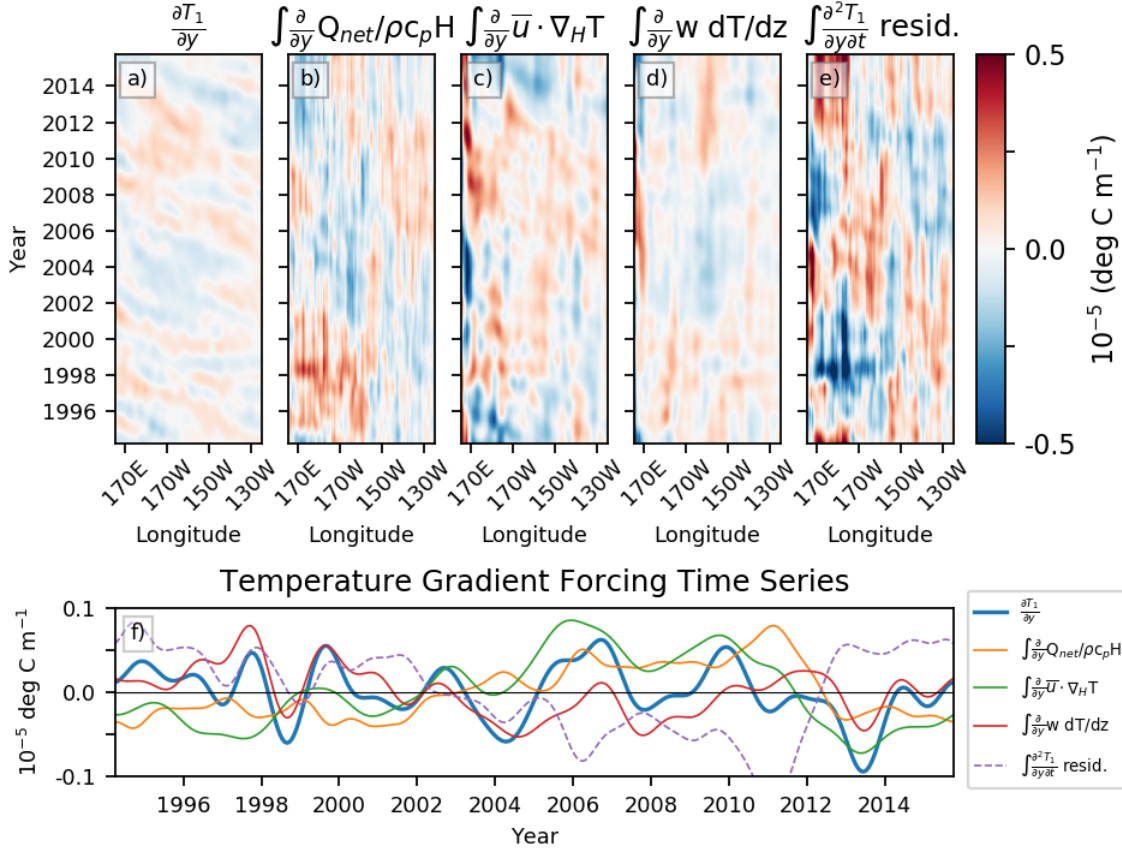 ∂T₁/∂y
∫ ∂/∂y Qₙₑₜ/ρcₚH
∫ ∂/∂y u̅ · ∇_H T
∫ ∂/∂y w dT/dz
∫ ∂²T₁/∂y∂t resid.
a)
b)
c)
d)
e)
2014
2012
2010
2008
2006
2004
2002
2000
1998
1996
Year
170E 170W 150W 130W
170E 170W 150W 130W
170E 170W 150W 130W
170E 170W 150W 130W
170E 170W 150W 130W
Longitude
Longitude
Longitude
Longitude
Longitude
0.5
0.0
-0.5
10⁻⁵ (deg C m⁻¹)
Temperature Gradient Forcing Time Series
f)
0.1
0.0
-0.1
10⁻⁵ deg C m⁻¹
1996 1998 2000 2002 2004 2006 2008 2010 2012 2014
Year
∂T₁/∂y
∫ ∂/∂y Qₙₑₜ/ρcₚH
∫ ∂/∂y u̅ · ∇_H T
∫ ∂/∂y w dT/dz
∫ ∂²T₁/∂y∂t resid.